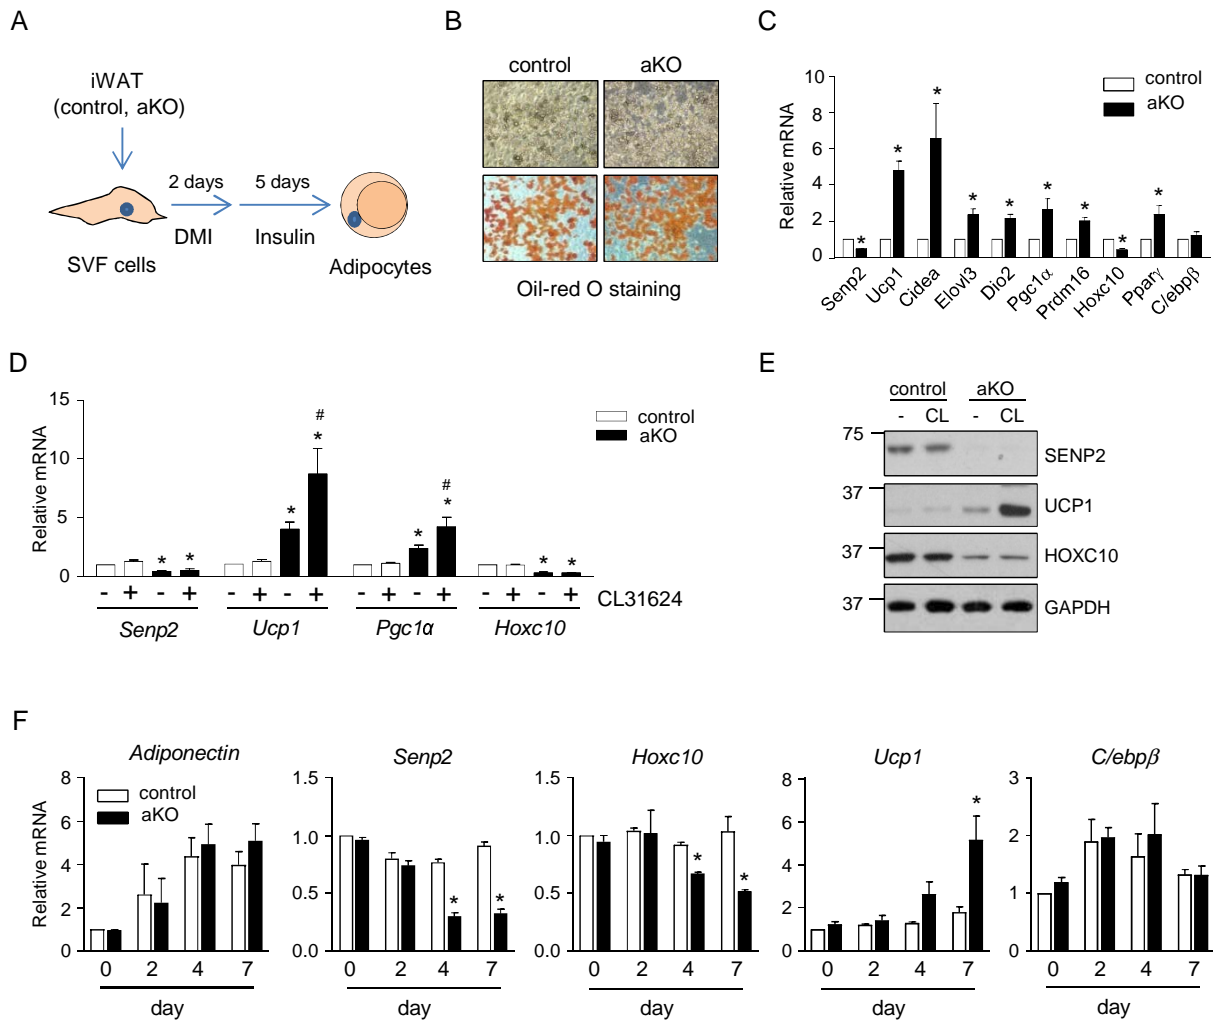 A
iWAT
(control, aKO)
2 days
5 days
DMI
Insulin
SVF cells
Adipocytes
B
control
aKO
Oil-red O staining
C
Relative mRNA
10
8
6
4
2
0
control
aKO
*
*
*
*
*
*
*
*
*
Senp2
Ucp1
Cidea
Elovl3
Dio2
Pgc1α
Prdm16
Hoxc10
Pparγ
C/ebpβ
D
Relative mRNA
15
10
5
0
control
aKO
* * * # * * # * * *
- + - + - + - + - + - + - + - + CL31624
Senp2 Ucp1 Pgc1α Hoxc10
E
control aKO
- CL - CL
75
SENP2
37
UCP1
37
HOXC10
37
GAPDH
F
Adiponectin
Relative mRNA
8
6
4
2
0
control
aKO
0 2 4 7
day
Senp2
1.5
1.0
0.5
0.0
* *
0 2 4 7
day
Hoxc10
1.5
1.0
0.5
0.0
* *
0 2 4 7
day
Ucp1
8
6
4
2
0
*
0 2 4 7
day
C/ebpβ
3
2
1
0
0 2 4 7
day